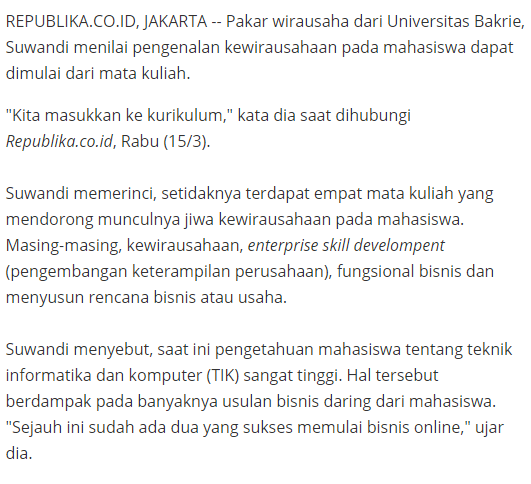 REPUBLIKA.CO.ID, JAKARTA -- Pakar wirausaha dari Universitas Bakrie,
Suwandi menilai pengenalan kewirausahaan pada mahasiswa dapat
dimulai dari mata kuliah.
"Kita masukkan ke kurikulum," kata dia saat dihubungi
Republika.co.id, Rabu (15/3).
Suwandi memerinci, setidaknya terdapat empat mata kuliah yang
mendorong munculnya jiwa kewirausahaan pada mahasiswa.
Masing-masing, kewirausahaan, enterprise skill develompent
(pengembangan keterampilan perusahaan), fungsional bisnis dan
menyusun rencana bisnis atau usaha.
Suwandi menyebut, saat ini pengetahuan mahasiswa tentang teknik
informatika dan komputer (TIK) sangat tinggi. Hal tersebut
berdampak pada banyaknya usulan bisnis daring dari mahasiswa.
"Sejauh ini sudah ada dua yang sukses memulai bisnis online," ujar
dia.